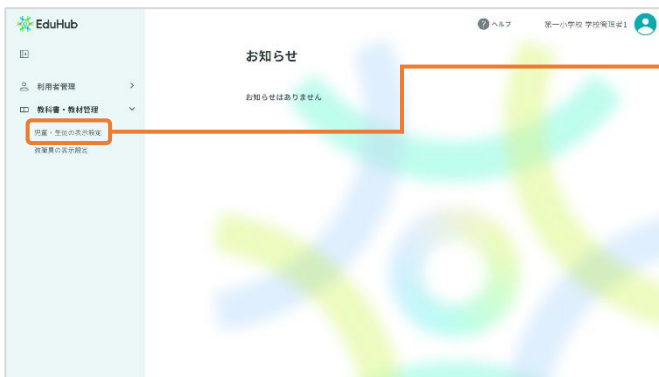 EduHub
ヘルプ
第一小学校 学校管理者1
お知らせ
利用者管理
お知らせはありません
教科書・教材管理
児童・生徒の表示設定
教職員の表示設定